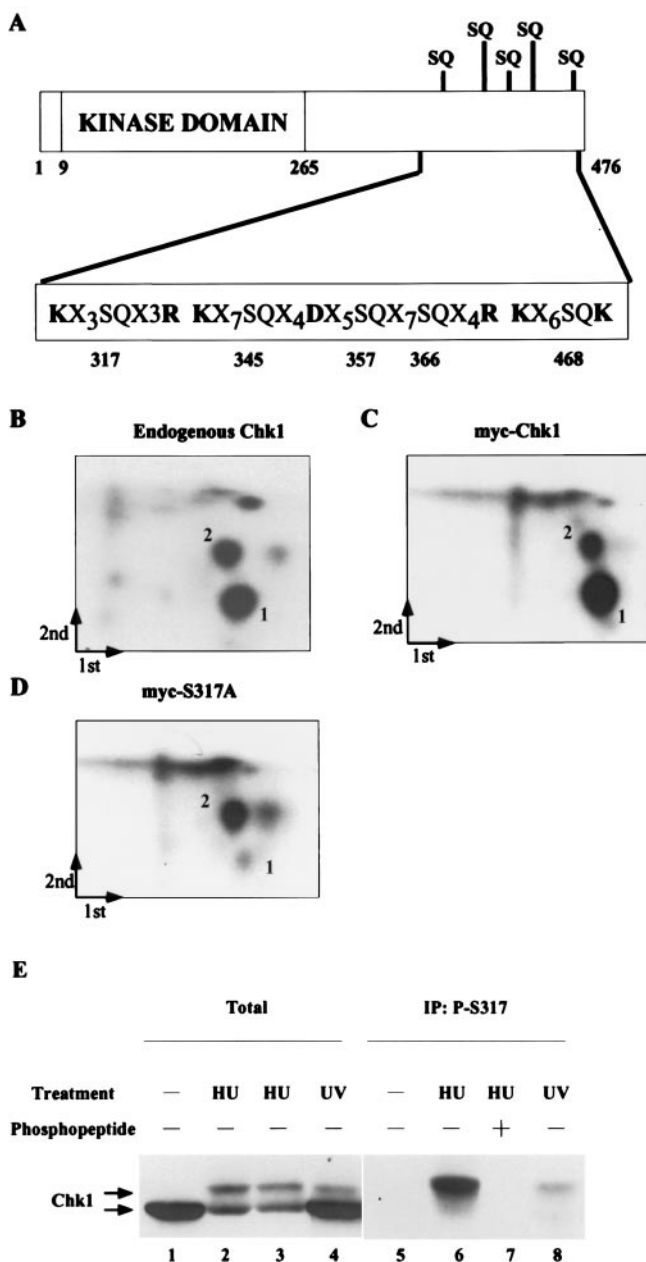 A
SQ SQ
SQ SQ SQ
KINASE DOMAIN
1 9 265 476
KX3SQX3R KX7SQX4DX5SQX7SQX4R KX6SQK
317 345 357 366 468
B Endogenous Chk1
2
1
2nd
1st
C myc-Chk1
2
1
2nd
1st
D myc-S317A
2
1
2nd
1st
E
Total IP: P-S317
Treatment — HU HU UV — HU HU UV
Phosphopeptide — — — — — — + —
Chk1
1 2 3 4 5 6 7 8